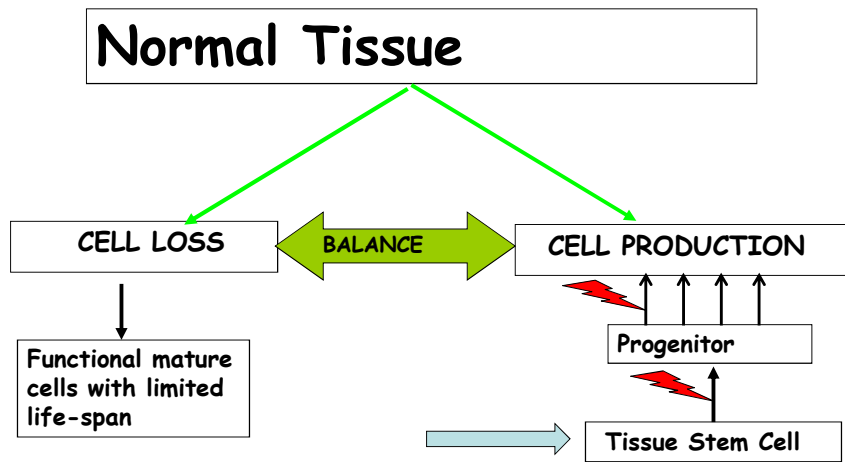 Normal Tissue
CELL LOSS
BALANCE
CELL PRODUCTION
Functional mature
cells with limited
life-span
Progenitor
Tissue Stem Cell